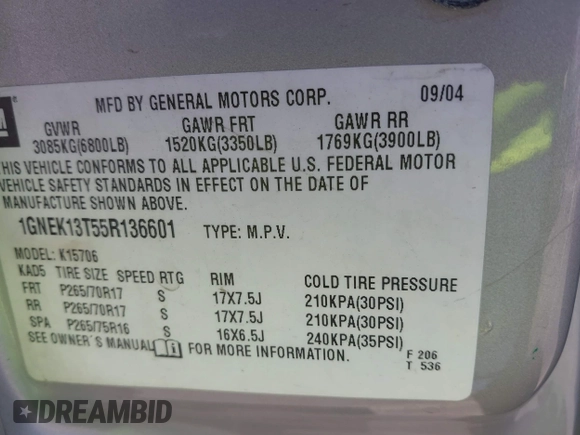 GM
MFD BY GENERAL MOTORS CORP. 09/04
GVWR GAWR FRT GAWR RR
3085KG(6800LB) 1520KG(3350LB) 1769KG(3900LB)
THIS VEHICLE CONFORMS TO ALL APPLICABLE U.S. FEDERAL MOTOR
VEHICLE SAFETY STANDARDS IN EFFECT ON THE DATE OF
MANUFACTURE SHOWN ABOVE.
1GNEK13T55R136601 TYPE: M.P.V.
MODEL: K15706
KAD5 TIRE SIZE SPEED RTG RIM COLD TIRE PRESSURE
FRT P265/70R17 S 17X7.5J 210KPA(30PSI)
RR P265/70R17 S 17X7.5J 210KPA(30PSI)
SPA P265/75R16 S 16X6.5J 240KPA(35PSI)
SEE OWNER'S MANUAL FOR MORE INFORMATION.
F 206
T 536
DREAMBID